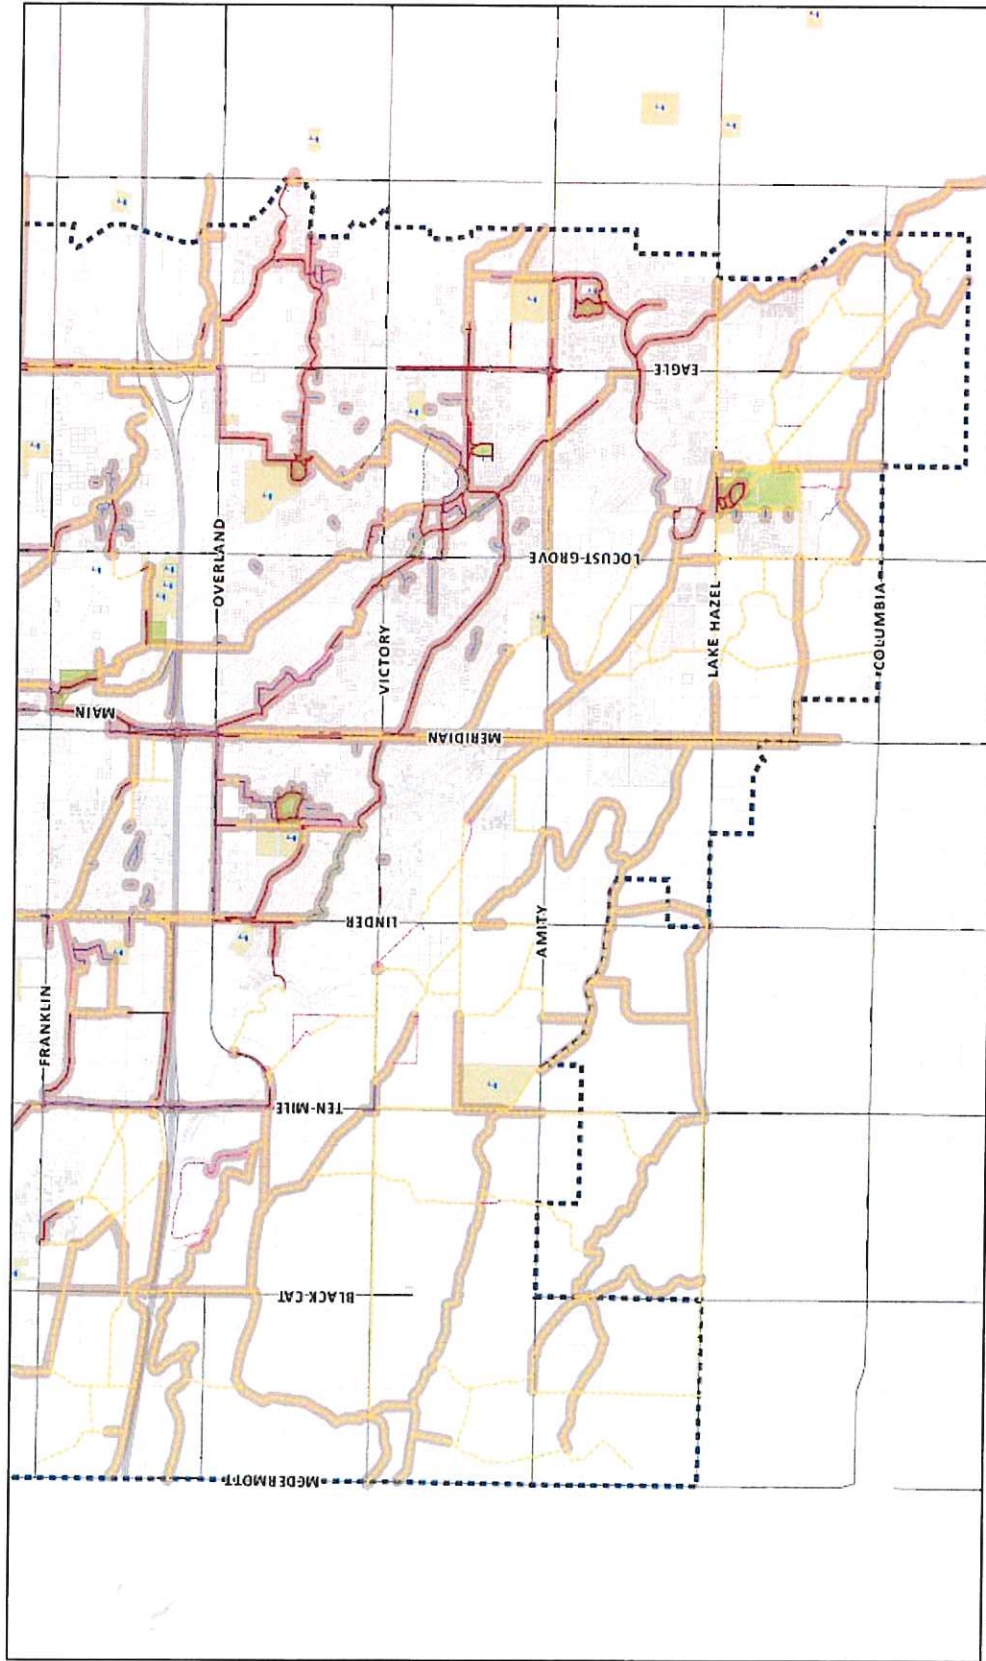 EAGLE
OVERLAND
LOCUST-GROVE
VICTORY
LAKE HAZEL
COLUMBIA
MAIN
MERIDIAN
LINDER
AMITY
FRANKLIN
TEN-MILE
BLACK-CAT
MCDERMOTT